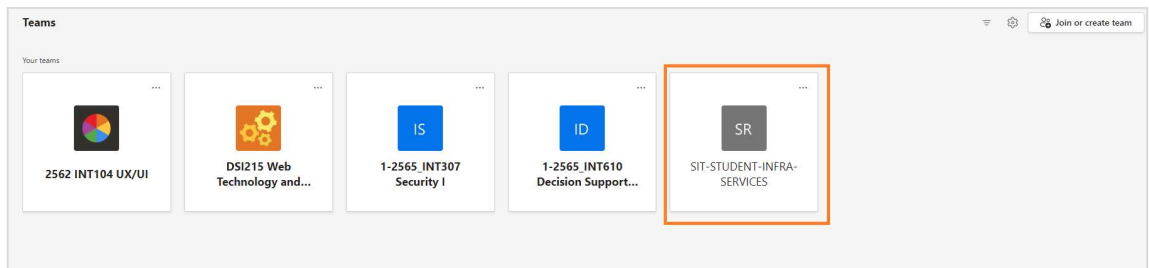 Teams
Join or create team
Your teams
...
...
...
...
...
IS
ID
SR
2562 INT104 UX/UI
DSI215 Web
Technology and...
1-2565_INT307
Security I
1-2565_INT610
Decision Support...
SIT-STUDENT-INFRA-
SERVICES